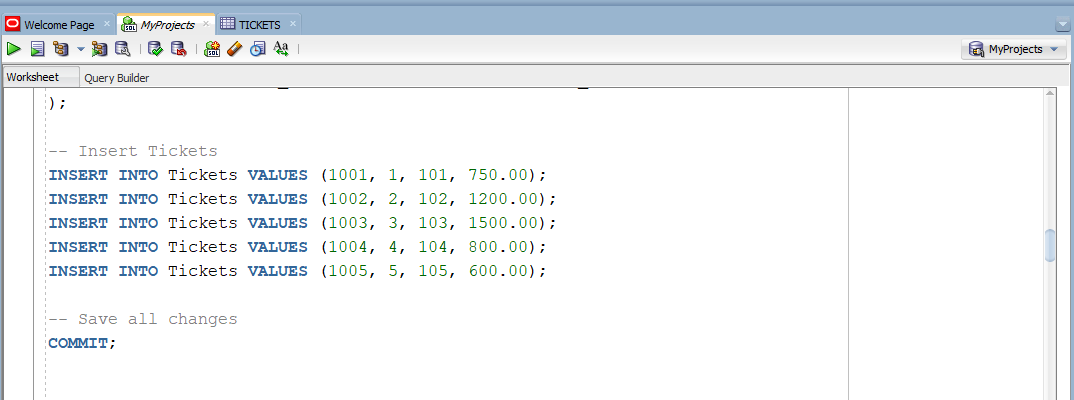 Welcome Page
MyProjects
TICKETS
MyProjects
Worksheet
Query Builder
);
-- Insert Tickets
INSERT INTO Tickets VALUES (1001, 1, 101, 750.00);
INSERT INTO Tickets VALUES (1002, 2, 102, 1200.00);
INSERT INTO Tickets VALUES (1003, 3, 103, 1500.00);
INSERT INTO Tickets VALUES (1004, 4, 104, 800.00);
INSERT INTO Tickets VALUES (1005, 5, 105, 600.00);
-- Save all changes
COMMIT;